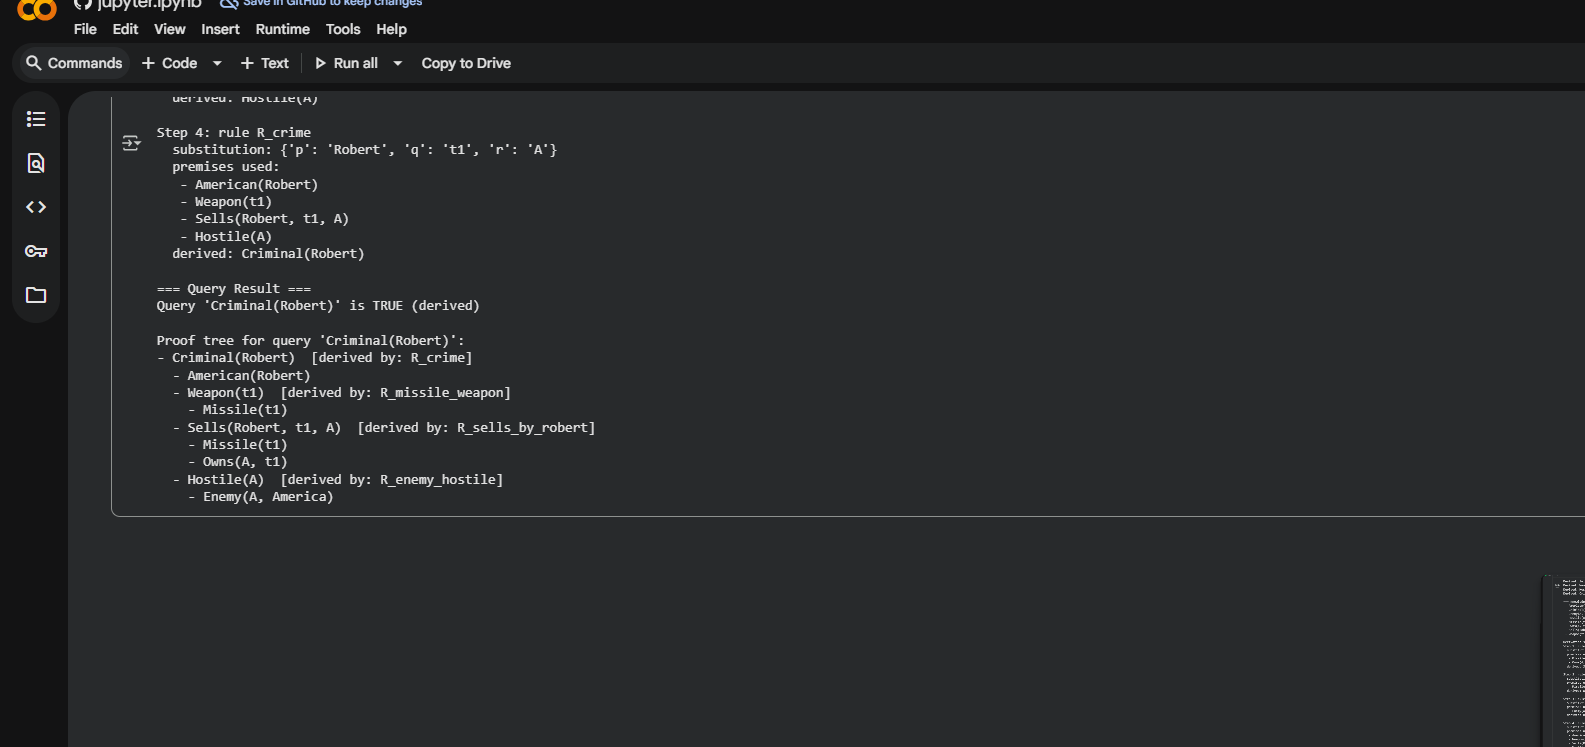 jupyter.ipynb Save in GitHub to keep changes
File Edit View Insert Runtime Tools Help
Commands + Code + Text Run all Copy to Drive
derived: Hostile(A)
Step 4: rule R_crime
substitution: {'p': 'Robert', 'q': 't1', 'r': 'A'}
premises used:
- American(Robert)
- Weapon(t1)
- Sells(Robert, t1, A)
- Hostile(A)
derived: Criminal(Robert)
=== Query Result ===
Query 'Criminal(Robert)' is TRUE (derived)
Proof tree for query 'Criminal(Robert)':
- Criminal(Robert)  [derived by: R_crime]
- American(Robert)
- Weapon(t1)  [derived by: R_missile_weapon]
- Missile(t1)
- Sells(Robert, t1, A)  [derived by: R_sells_by_robert]
- Missile(t1)
- Owns(A, t1)
- Hostile(A)  [derived by: R_enemy_hostile]
- Enemy(A, America)